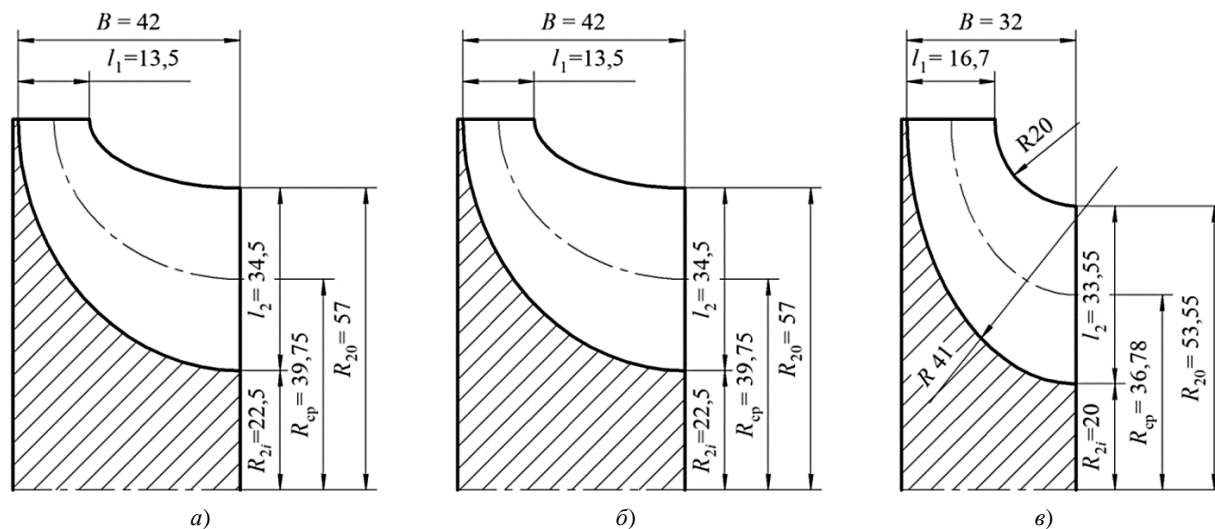 B = 42
l₁=13,5
l₂= 34,5
R₂ᵢ=22,5
Rср= 39,75
R₂₀= 57
а)
B = 42
l₁=13,5
l₂= 34,5
R₂ᵢ=22,5
Rср= 39,75
R₂₀= 57
б)
B = 32
l₁=16,7
R20
R 41
l₂= 33,55
R₂ᵢ=20
Rср= 36,78
R₂₀= 53,55
в)